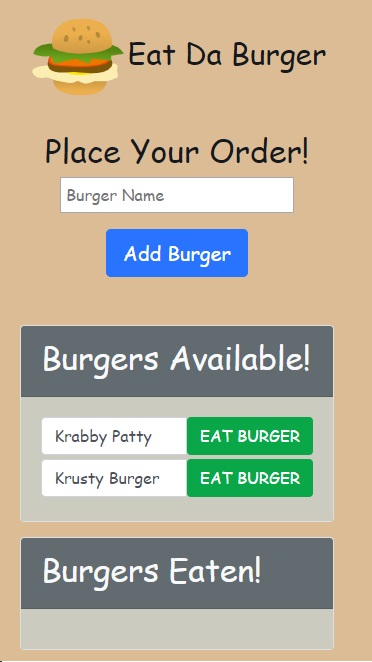 Eat Da Burger
Place Your Order!
Burger Name
Add Burger
Burgers Available!
Krabby Patty EAT BURGER
Krusty Burger EAT BURGER
Burgers Eaten!